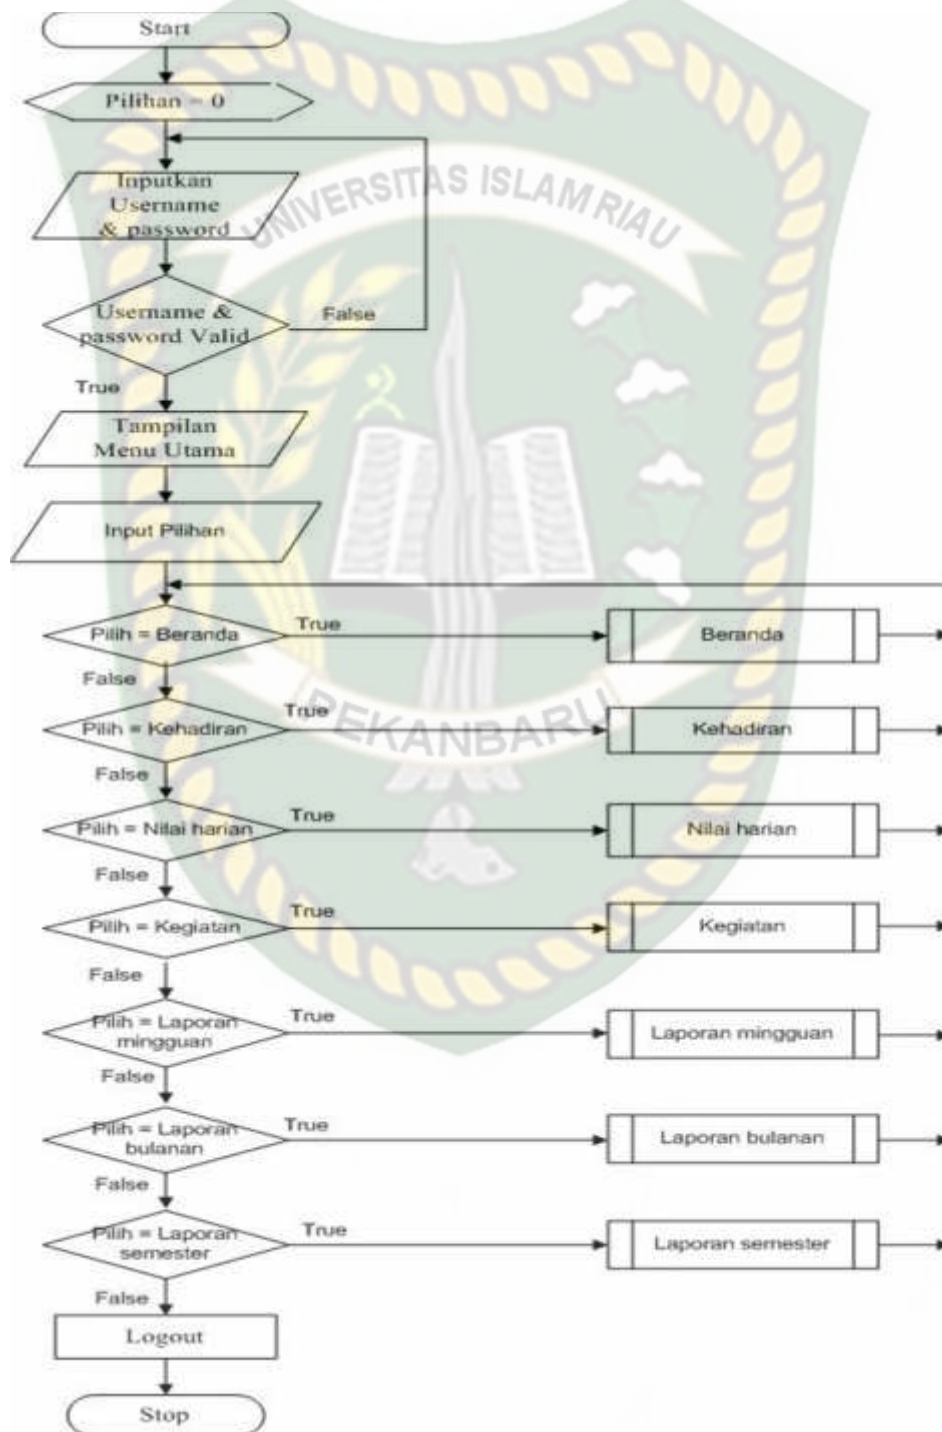 Start
Pilihan = 0
Inputkan
Username
& password
UNIVERSITAS ISLAM RIAU
Username &
password Valid
False
True
Tampilan
Menu Utama
Input Pilihan
Pilih = Beranda
True
Beranda
False
PEKANBARU
Pilih = Kehadiran
True
Kehadiran
False
Pilih = Nilai harian
True
Nilai harian
False
Pilih = Kegiatan
True
Kegiatan
False
Pilih = Laporan
mingguan
True
Laporan mingguan
False
Pilih = Laporan
bulanan
True
Laporan bulanan
False
Pilih = Laporan
semester
True
Laporan semester
False
Logout
Stop